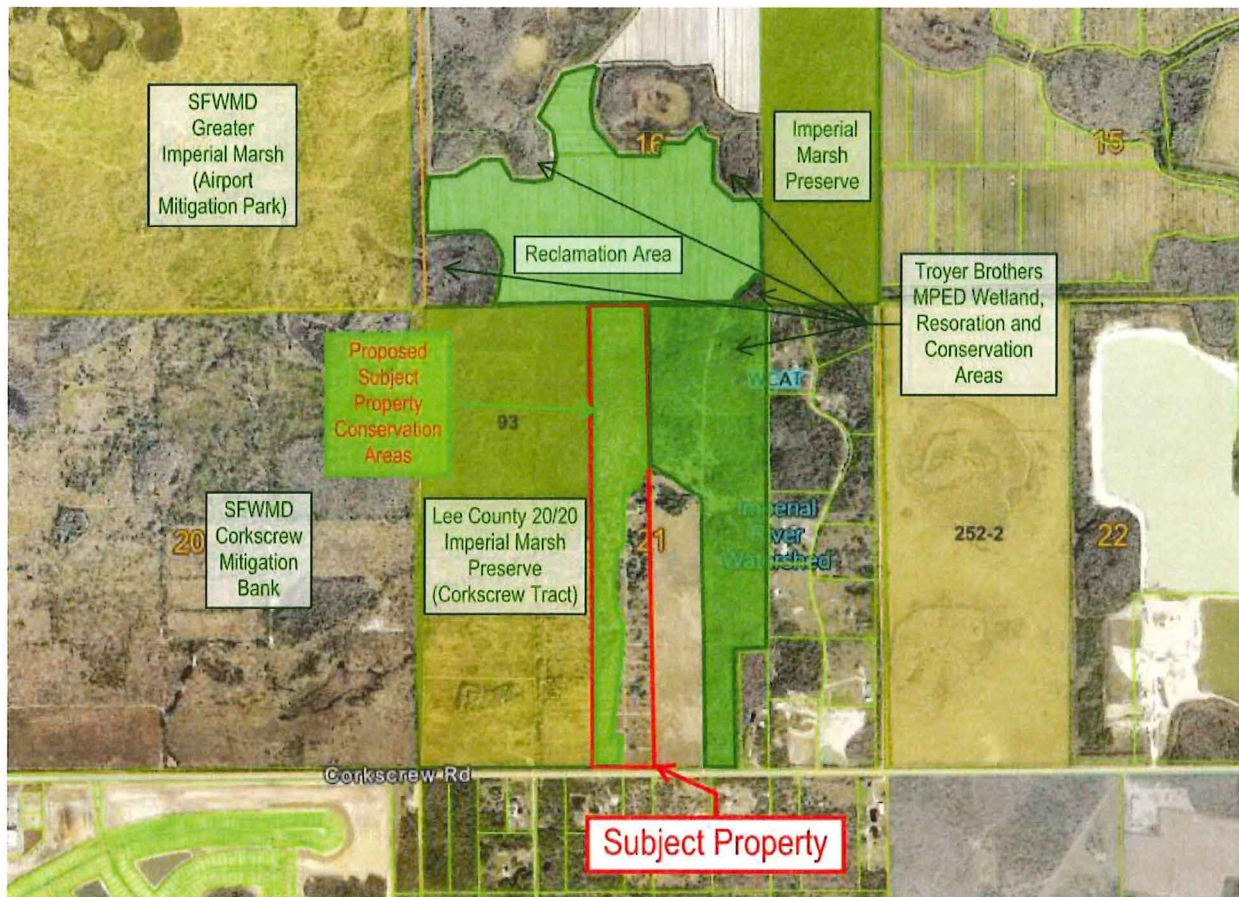 SFWMD
Greater
Imperial Marsh
(Airport
Mitigation Park)
16
Imperial
Marsh
Preserve
15
Reclamation Area
Troyer Brothers
MPED Wetland,
Resoration and
Conservation
Areas
Proposed
Subject
Property
Conservation
Areas
93
WCAT
SFWMD
Corkscrew
Mitigation
Bank
20
Lee County 20/20
Imperial Marsh
Preserve
(Corkscrew Tract)
21
Imperial
River
Watershed
252-2
22
Corkscrew Rd
Subject Property